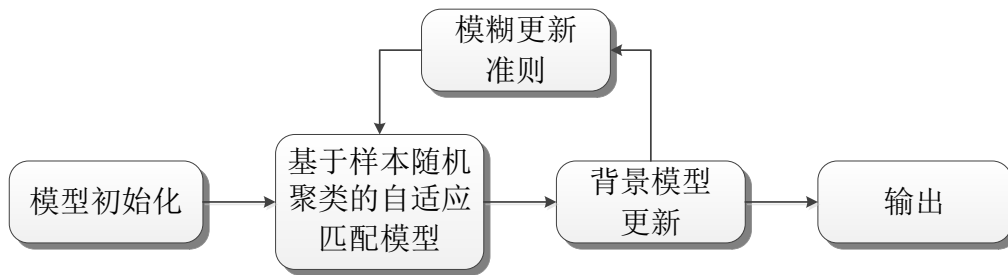 模糊更新
准则
模型初始化
基于样本随机
聚类的自适应
匹配模型
背景模型
更新
输出